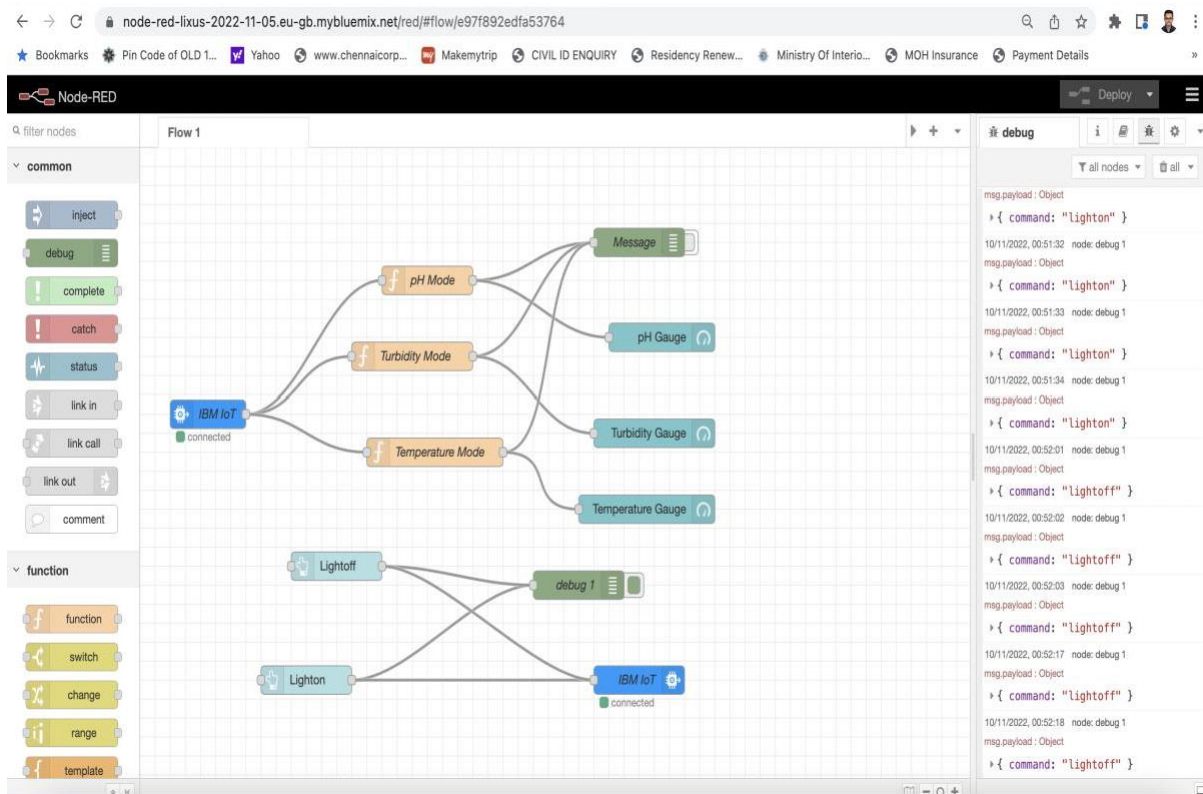 node-red-lixus-2022-11-05.eu-gb.mybluemix.net/red/#flow/e97f892edfa53764
Bookmarks Pin Code of OLD 1... Yahoo www.chennaicorp... Makemytrip CIVIL ID ENQUIRY Residency Renew... Ministry Of Interio... MOH Insurance Payment Details »
Node-RED Deploy
filter nodes
Flow 1
debug
all nodes all
common
inject
debug
complete
catch
status
link in
link call
link out
comment
function
function
switch
change
range
template
Message
pH Mode
pH Gauge
Turbidity Mode
IBM IoT
connected
Turbidity Gauge
Temperature Mode
Temperature Gauge
Lightoff
debug 1
Lighton
IBM IoT
connected
msg.payload : Object
{ command: "lighton" }
10/11/2022, 00:51:32 node: debug 1
msg.payload : Object
{ command: "lighton" }
10/11/2022, 00:51:33 node: debug 1
msg.payload : Object
{ command: "lighton" }
10/11/2022, 00:51:34 node: debug 1
msg.payload : Object
{ command: "lighton" }
10/11/2022, 00:52:01 node: debug 1
msg.payload : Object
{ command: "lightoff" }
10/11/2022, 00:52:02 node: debug 1
msg.payload : Object
{ command: "lightoff" }
10/11/2022, 00:52:03 node: debug 1
msg.payload : Object
{ command: "lightoff" }
10/11/2022, 00:52:17 node: debug 1
msg.payload : Object
{ command: "lightoff" }
10/11/2022, 00:52:18 node: debug 1
msg.payload : Object
{ command: "lightoff" }